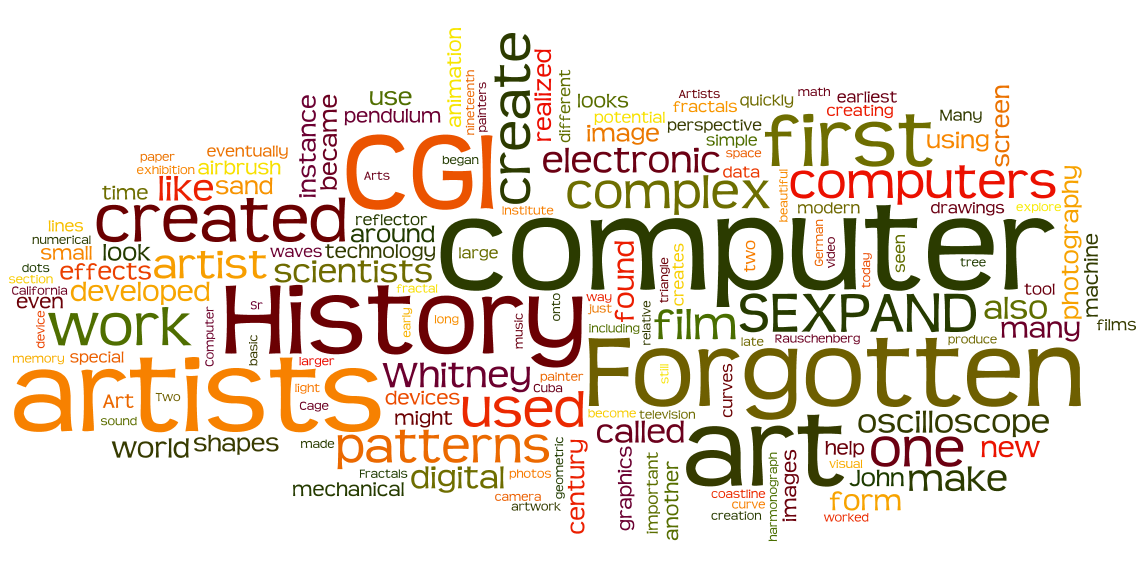 animation
nineteenth
painters
create
realized
different
use
looks
Artists
math
earliest
instance
became
pendulum
potential
fractals
quickly
creating
Many
screen
image
perspective
simple
first
using
paper
eventually
exhibition
airbrush
CGI
began
Arts
electronic
space
data
beautiful
computers
time
like
sand
complex
modern
drawings
explore
photography
created
reflector
Institute
computer
lines
numerical
around
waves
technology
large
small
look
dots
effects
artist
scientists
found
triangle
creates
two
German
video
today
seen
tree
machine
section
California
even
developed
fractal
History
Sr
early
long
music
onto
way
just
relative
SEXPAND
also
tool
work
device
Computer
basic
Including
film
late
Rauschenberg
produce
many
films
memory
special
larger
Forgotten
artists
light
Whitney
painter
Cuba
still
curves
Art
Two
Cage
devices
used
become
television
sound
might
called
art
oscilloscope
world
shapes
made
patterns
one
help
new
Fractals
digital
photos
geometric
century
graphics
important
another
visual
John
make
mechanical
camera
artwork
coastline
curve
creation
harmonograph
images
form
worked